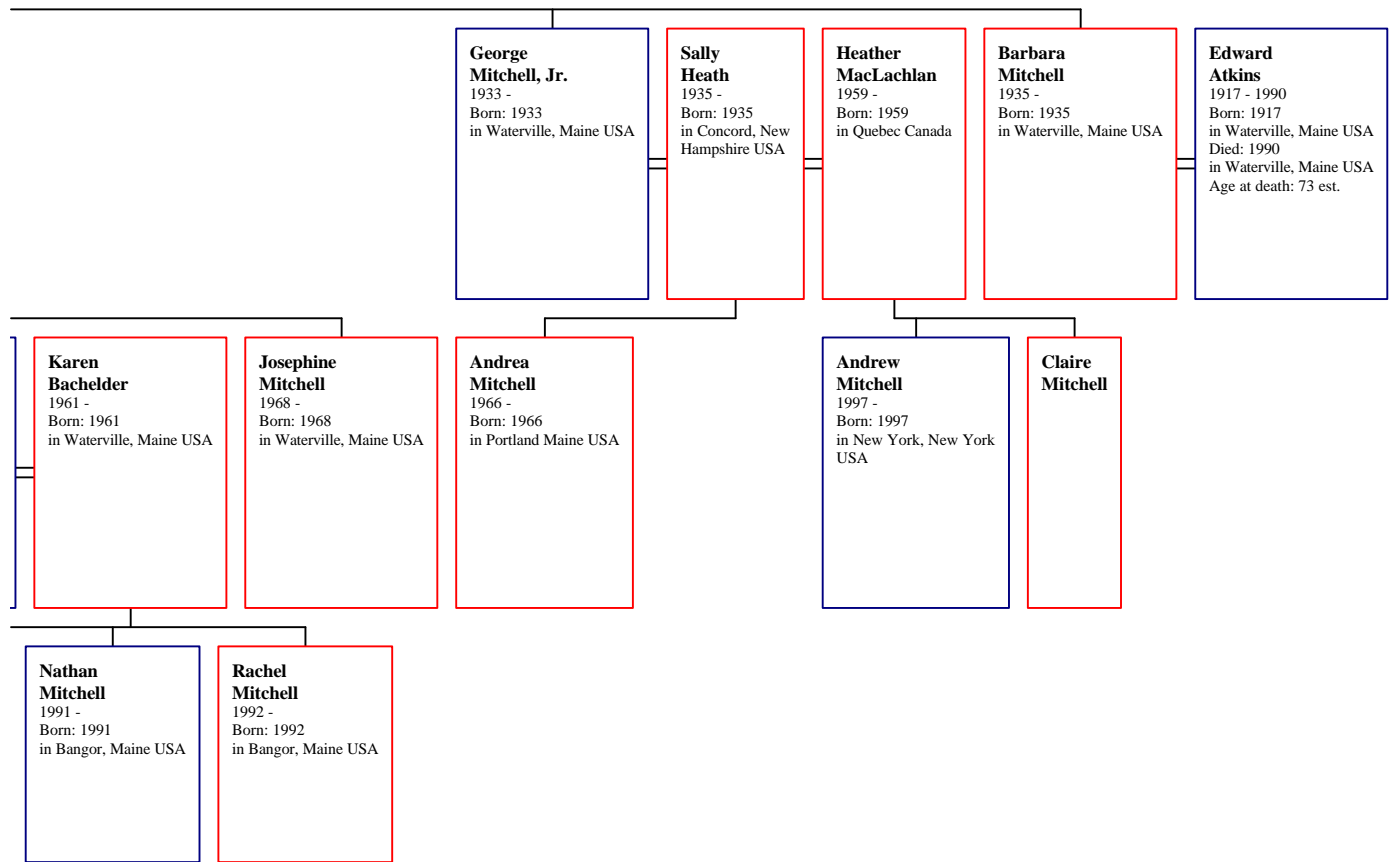 George
Mitchell, Jr.
1933 -
Born: 1933
in Waterville, Maine USA
Sally
Heath
1935 -
Born: 1935
in Concord, New
Hampshire USA
Heather
MacLachlan
1959 -
Born: 1959
in Quebec Canada
Barbara
Mitchell
1935 -
Born: 1935
in Waterville, Maine USA
Edward
Atkins
1917 - 1990
Born: 1917
in Waterville, Maine USA
Died: 1990
in Waterville, Maine USA
Age at death: 73 est.
Karen
Bachelder
1961 -
Born: 1961
in Waterville, Maine USA
Josephine
Mitchell
1968 -
Born: 1968
in Waterville, Maine USA
Andrea
Mitchell
1966 -
Born: 1966
in Portland Maine USA
Andrew
Mitchell
1997 -
Born: 1997
in New York, New York
USA
Claire
Mitchell
Nathan
Mitchell
1991 -
Born: 1991
in Bangor, Maine USA
Rachel
Mitchell
1992 -
Born: 1992
in Bangor, Maine USA